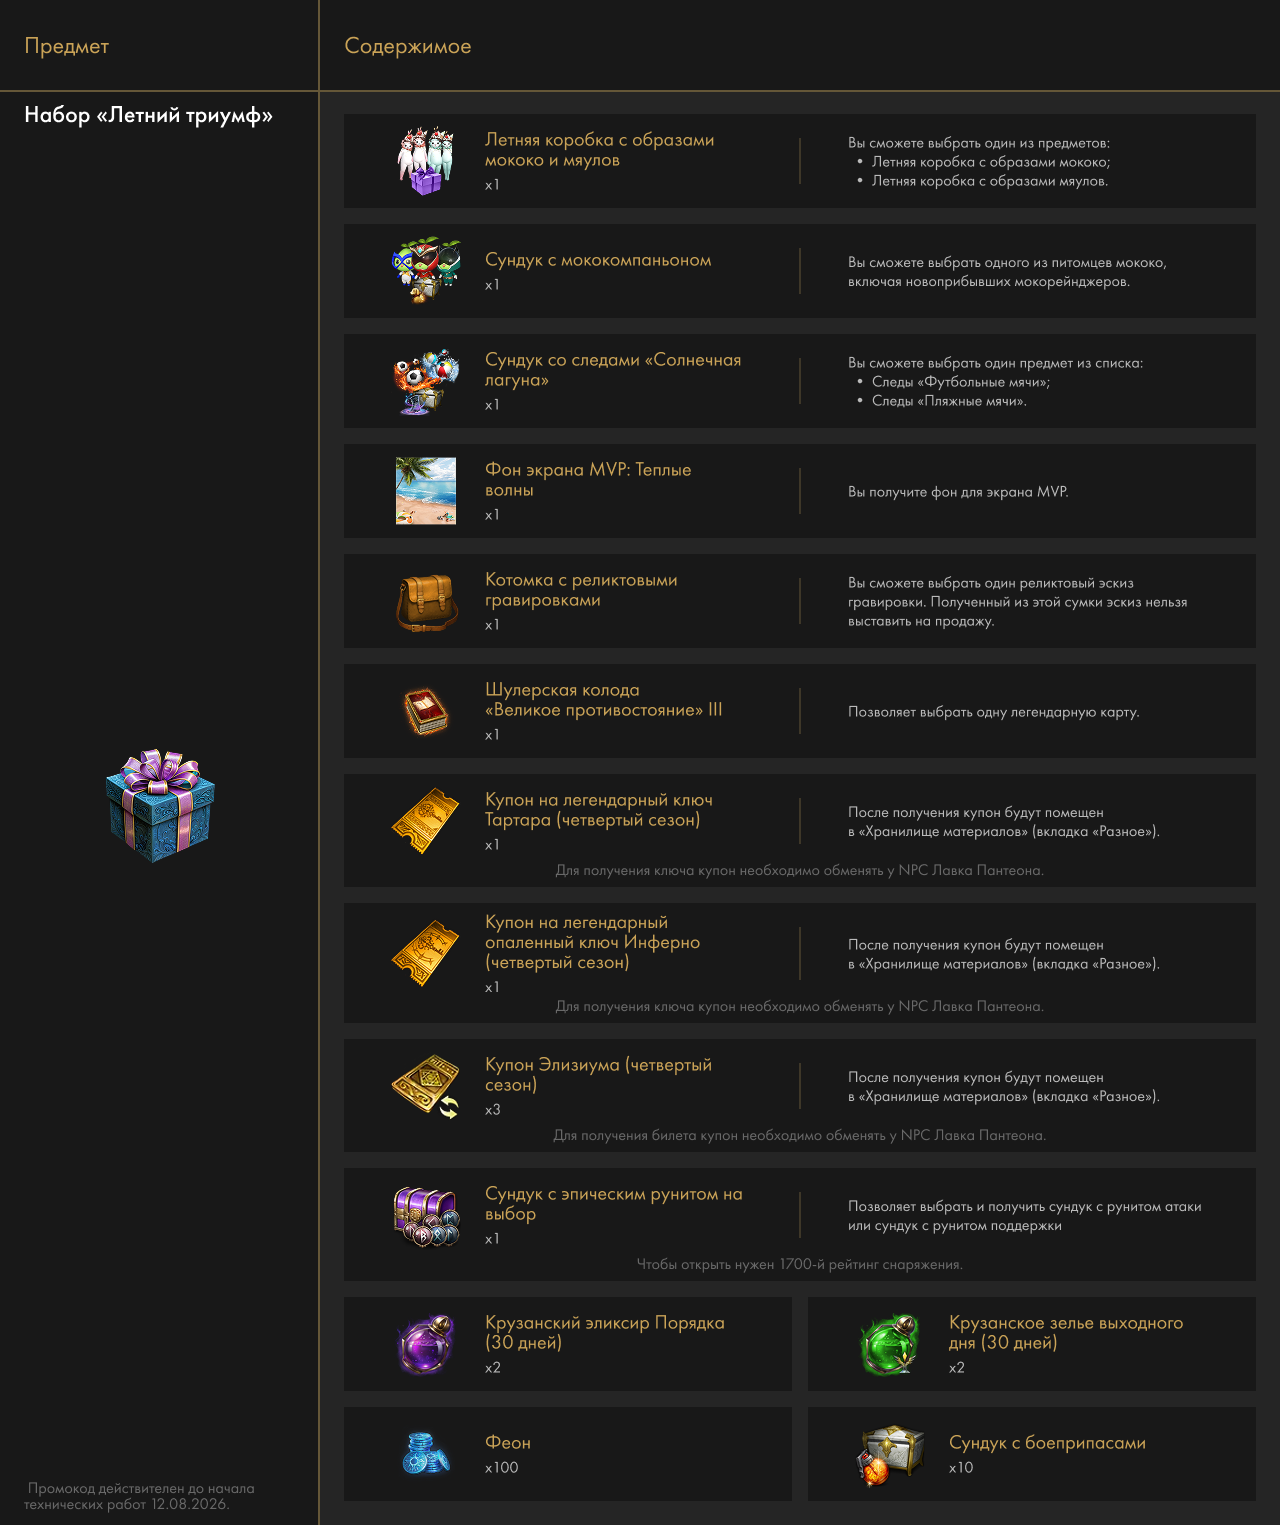 Предмет
Содержимое
Набор «Летний триумф»
Летняя коробка с образами
мококо и мяулов
x1
Вы сможете выбрать один из предметов:
• Летняя коробка с образами мококо;
• Летняя коробка с образами мяулов.
Сундук с мококомпаньоном
x1
Вы сможете выбрать одного из питомцев мококо,
включая новоприбывших мокорейнджеров.
Сундук со следами «Солнечная
лагуна»
x1
Вы сможете выбрать один предмет из списка:
• Следы «Футбольные мячи»;
• Следы «Пляжные мячи».
Фон экрана MVP: Теплые
волны
x1
Вы получите фон для экрана MVP.
Котомка с реликтовыми
гравировками
x1
Вы сможете выбрать один реликтовый эскиз
гравировки. Полученный из этой сумки эскиз нельзя
выставить на продажу.
Шулерская колода
«Великое противостояние» III
x1
Позволяет выбрать одну легендарную карту.
Купон на легендарный ключ
Тартара (четвертый сезон)
x1
После получения купон будут помещен
в «Хранилище материалов» (вкладка «Разное»).
Для получения ключа купон необходимо обменять у NPC Лавка Пантеона.
Купон на легендарный
опаленный ключ Инферно
(четвертый сезон)
x1
После получения купон будут помещен
в «Хранилище материалов» (вкладка «Разное»).
Для получения ключа купон необходимо обменять у NPC Лавка Пантеона.
Купон Элизиума (четвертый
сезон)
x3
После получения купон будут помещен
в «Хранилище материалов» (вкладка «Разное»).
Для получения билета купон необходимо обменять у NPC Лавка Пантеона.
Сундук с эпическим рунитом на
выбор
x1
Позволяет выбрать и получить сундук с рунитом атаки
или сундук с рунитом поддержки
Чтобы открыть нужен 1700-й рейтинг снаряжения.
Крузанский эликсир Порядка
(30 дней)
x2
Крузанское зелье выходного
дня (30 дней)
x2
Феон
x100
Сундук с боеприпасами
x10
Промокод действителен до начала
технических работ 12.08.2026.